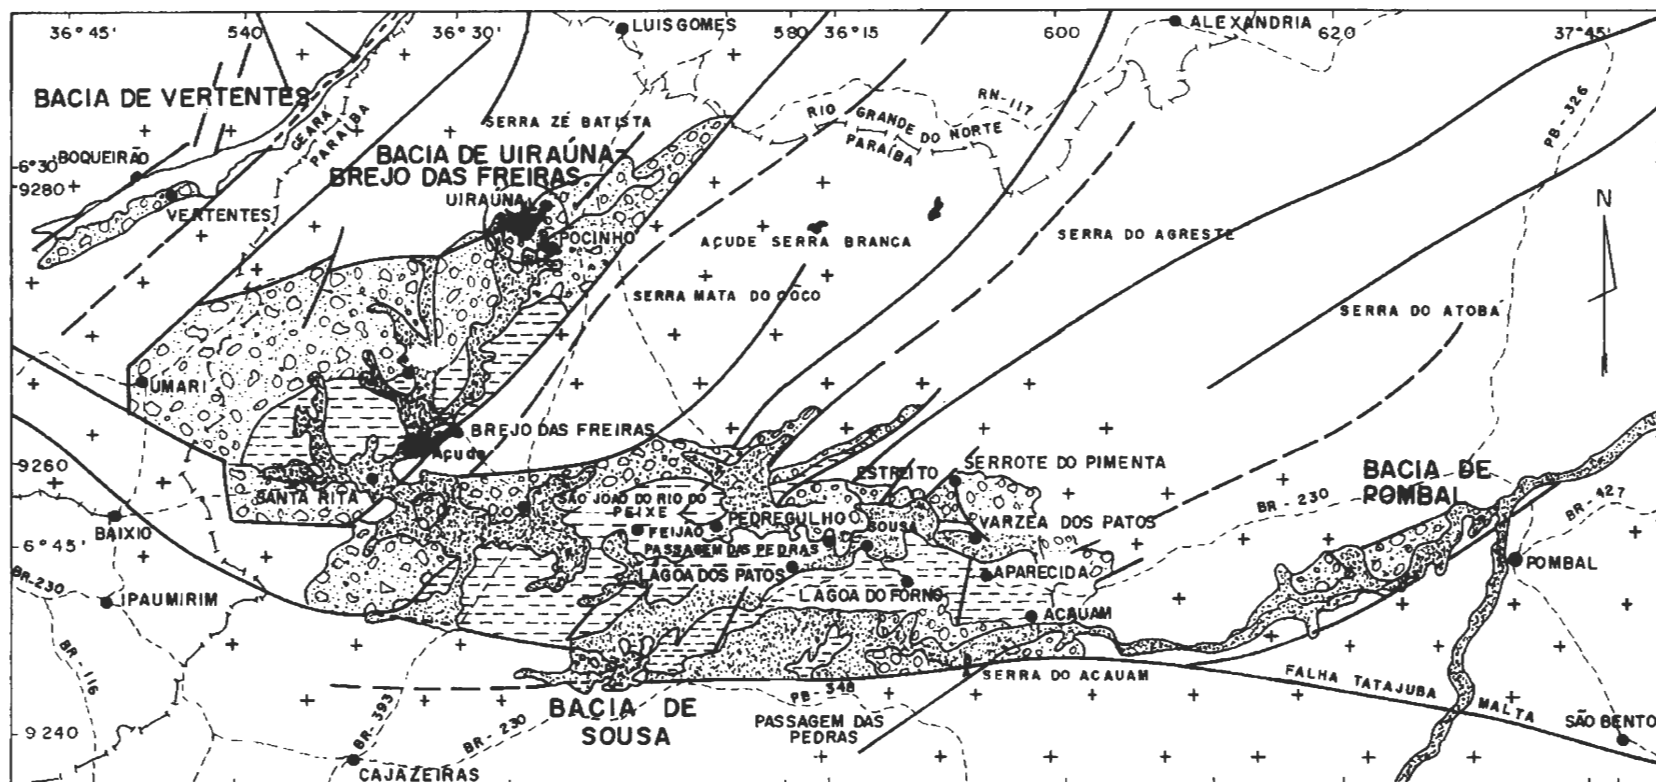 36°45'
540
36°30'
LUIS GOMES
580
36°15'
600
ALEXANDRIA
620
37°45'
BACIA DE VERTENTES
CEARA
PARAIBA
SERRA ZÉ BATISTA
RIO GRANDE DO NORTE
PARAÍBA
RN-117
PB-326
BOQUEIRÃO
6°30'
9280
VERTENTES
BACIA DE UIRAÚNA-
BREJO DAS FREIRAS
UIRAÚNA
POCINHO
AÇUDE SERRA BRANCA
SERRA DO AGRESTE
N
SERRA MATA DO CÔCO
SERRA DO ATOBÁ
UMARI
BREJO DAS FREIRAS
Açude
9260
SANTA RITA
ESTREITO
SERROTE DO PIMENTA
BACIA DE
POMBAL
BR-230
BR-427
SÃO JOÃO DO RIO DO
PEIXE
BAIXIO
FEIJÃO
PEDREGULHO
SOUSA
VARZEA DOS PATOS
6°45'
PASSAGEM DAS PEDRAS
POMBAL
BR-230
LAGOA DOS PATOS
APARECIDA
IPAUMIRIM
LAGOA DO FORNO
ACAUAM
BR-116
SERRA DO ACAUAM
FALHA TATAJUBA MALTA
PB-348
BACIA DE
SOUSA
PASSAGEM DAS
PEDRAS
SÃO BENTO
9240
BR-393
BR-230
CAJAZEIRAS